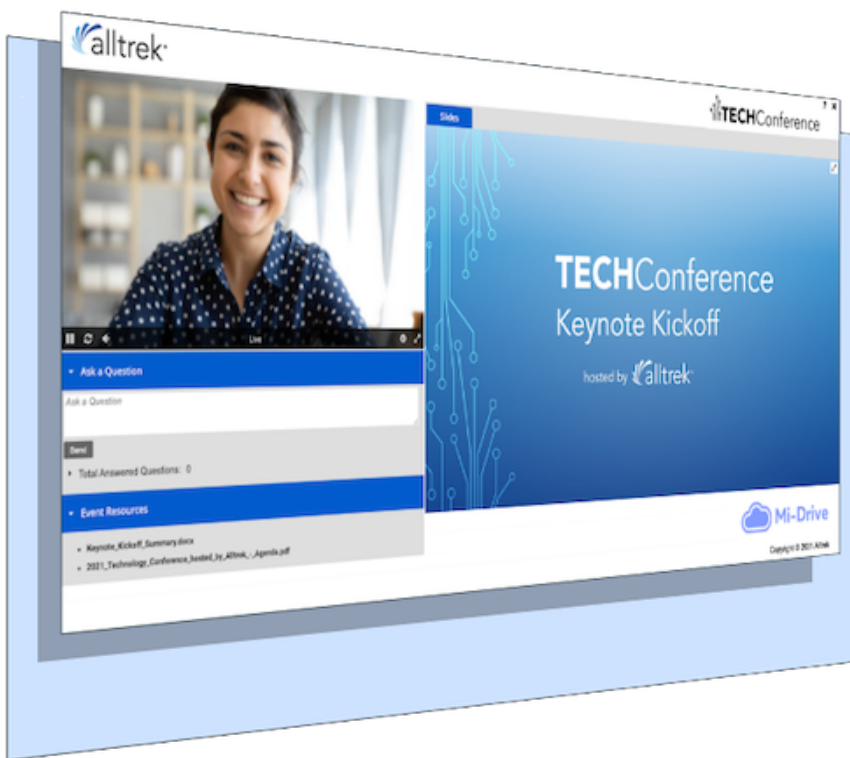 alltrek
TECHConference
? x
Slides
TECHConference
Keynote Kickoff
hosted by alltrek
Live
Ask a Question
Ask a Question
Send
Total Answered Questions: 0
Event Resources
Keynote_Kickoff_Summary.docx
2021_Technology_Conference_hosted_by_Alltrek_-_Agenda.pdf
Mi-Drive
Copyright © 2021 Alltrek